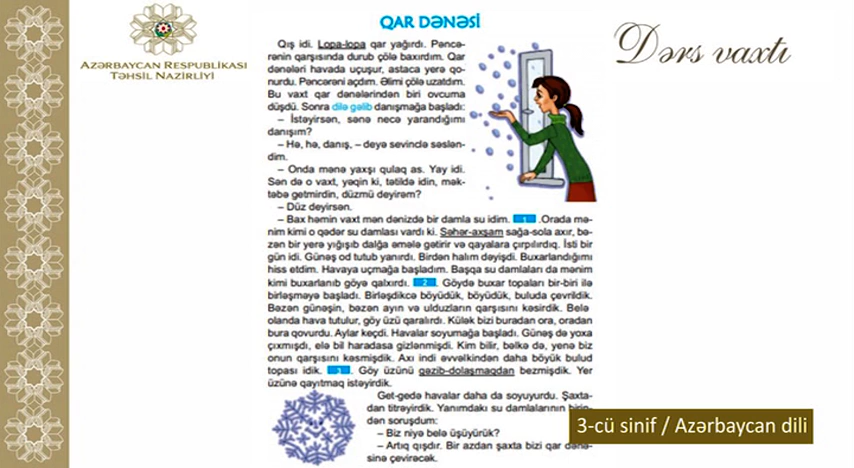 QAR DƏNƏSİ
Qış idi. Lopa-lopa qar yağırdı. Pəncə-
rənin qarşısında durub çölə baxırdım. Qar
dənələri havada uçuşur, astaca yerə qo-
nurdu. Pəncərəni açdım. Əlimi çölə uzatdım.
Bu vaxt qar dənələrindən biri ovcuma
düşdü. Sonra dilə gəlib danışmağa başladı:
– İstəyirsən, sənə necə yarandığımı
danışım?
– Hə, hə, danış, – deyə sevinclə səslən-
dim.
– Onda mənə yaxşı qulaq as. Yay idi.
Sən də o vaxt, yəqin ki, tətildə idin, mək-
təbə getmirdin, düzmü deyirəm?
– Düz deyirsən.
– Bax həmin vaxt mən dənizdə bir damla su idim. 1 .Orada mə-
nim kimi o qədər su damlası vardı ki. Səhər-axşam sağa-sola axır, bə-
zən bir yerə yığışıb dalğa əmələ gətirir və qayalara çırpılırdıq. İsti bir
gün idi. Günəş od tutub yanırdı. Birdən halım dəyişdi. Buxarlandığımı
hiss etdim. Havaya uçmağa başladım. Başqa su damlaları da mənim
kimi buxarlanıb göyə qalxırdı. 2 . Göydə buxar topaları bir-biri ilə
birləşməyə başladı. Birləşdikcə böyüdük, böyüdük, buluda çevrildik.
Bəzən günəşin, bəzən ayın və ulduzların qarşısını kəsirdik. Belə
olanda hava tutulur, göy üzü qaralırdı. Külək bizi buradan ora, oradan
bura qovurdu. Aylar keçdi. Havalar soyumağa başladı. Günəş də yoxa
çıxmışdı, elə bil haradasa gizlənmişdi. Kim bilir, bəlkə də, yenə biz
onun qarşısını kəsmişdik. Axı indi əvvəlkindən daha böyük bulud
topası idik. 3 . Göy üzünü gəzib-dolaşmaqdan bezmişdik. Yer
üzünə qayıtmaq istəyirdik.
Get-gedə havalar daha da soyuyurdu. Şaxta-
dan titrəyirdik. Yanımdakı su damlalarının birin-
dən soruşdum:
– Biz niyə belə üşüyürük?
– Artıq qışdır. Bir azdan şaxta bizi qar dənə-
sinə çevirəcək.
AZƏRBAYCAN RESPUBLİKASI
TƏHSİL NAZİRLİYİ
Dərs vaxtı
3-cü sinif / Azərbaycan dili